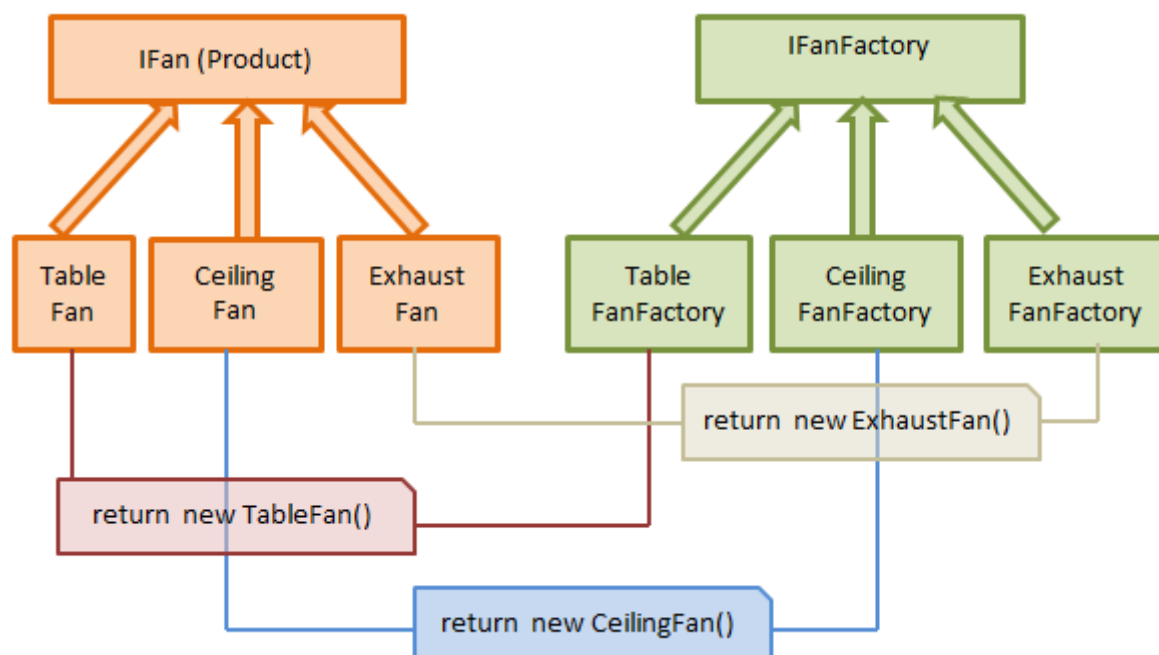 IFan (Product)
IFanFactory
Table
Fan
Ceiling
Fan
Exhaust
Fan
Table
FanFactory
Ceiling
FanFactory
Exhaust
FanFactory
return new ExhaustFan()
return new TableFan()
return new CeilingFan()